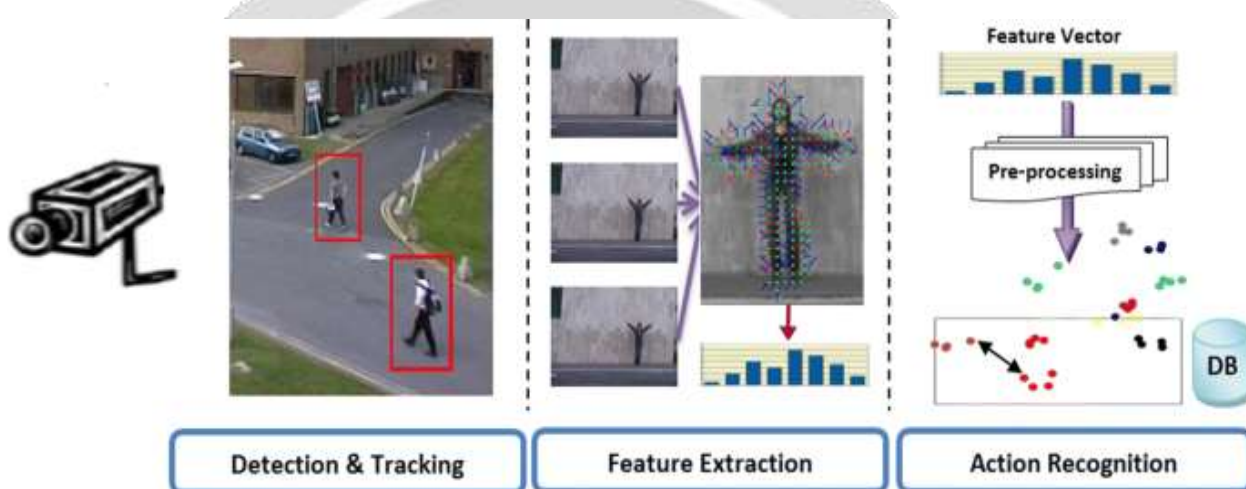 Feature Vector
Pre-processing
DB
Detection & Tracking
Feature Extraction
Action Recognition